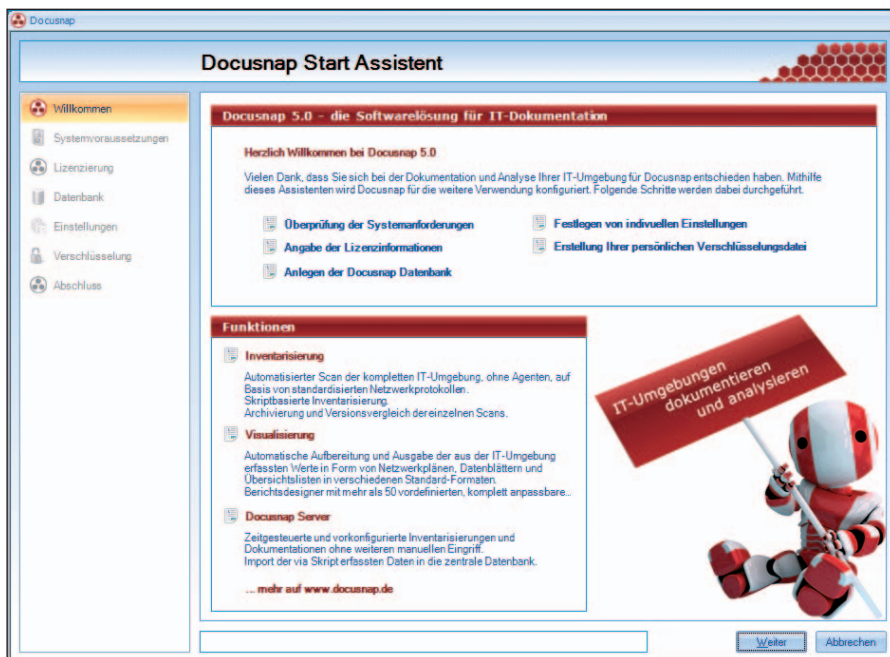 Docusnap
Docusnap Start Assistent
Willkommen
Systemvoraussetzungen
Lizenzierung
Datenbank
Einstellungen
Verschlüsselung
Abschluss
Docusnap 5.0 - die Softwarelösung für IT-Dokumentation
Herzlich Willkommen bei Docusnap 5.0
Vielen Dank, dass Sie sich bei der Dokumentation und Analyse Ihrer IT-Umgebung für Docusnap entschieden haben. Mithilfe
dieses Assistenten wird Docusnap für die weitere Verwendung konfiguriert. Folgende Schritte werden dabei durchgeführt.
Überprüfung der Systemanforderungen
Angabe der Lizenzinformationen
Anlegen der Docusnap Datenbank
Festlegen von indivuellen Einstellungen
Erstellung Ihrer persönlichen Verschlüsselungsdatei
Funktionen
Inventarisierung
Automatisierter Scan der kompletten IT-Umgebung, ohne Agenten, auf
Basis von standardisierten Netzwerkprotokollen.
Skriptbasierte Inventarisierung.
Archivierung und Versionsvergleich der einzelnen Scans.
Visualisierung
Automatische Aufbereitung und Ausgabe der aus der IT-Umgebung
erfassten Werte in Form von Netzwerkplänen, Datenblättern und
Übersichtslisten in verschiedenen Standard-Formaten.
Berichtsdesigner mit mehr als 50 vordefinierten, komplett anpassbare...
Docusnap Server
Zeitgesteuerte und vorkonfigurierte Inventarisierungen und
Dokumentationen ohne weiteren manuellen Eingriff.
Import der via Skript erfassten Daten in die zentrale Datenbank.
... mehr auf www.docusnap.de
IT-Umgebungen
dokumentieren
und analysieren
Weiter
Abbrechen